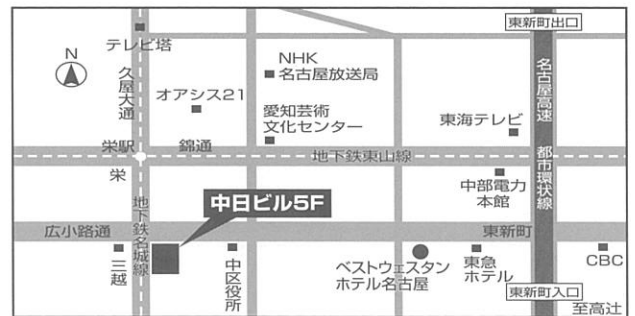 東新町出口
テレビ塔
N
NHK
名古屋放送局
久屋大通
オアシス21
愛知芸術
文化センター
東海テレビ
名古屋高速 都市環状線
栄駅
錦通
地下鉄東山線
栄
中部電力
本館
地下鉄名城線
中日ビル5F
広小路通
東新町
三越
中区役所
ベストウェスタン
ホテル名古屋
東急
ホテル
CBC
東新町入口
至高辻